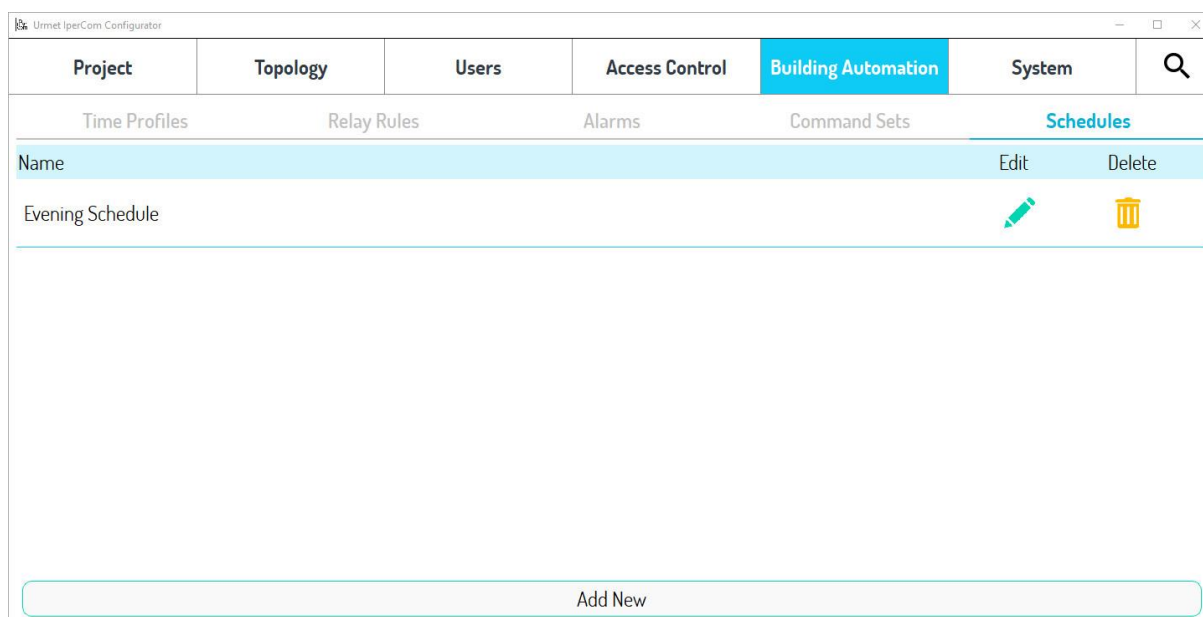 Urmet IperCom Configurator
Project Topology Users Access Control Building Automation System
Time Profiles Relay Rules Alarms Command Sets Schedules
Name Edit Delete
Evening Schedule
Add New